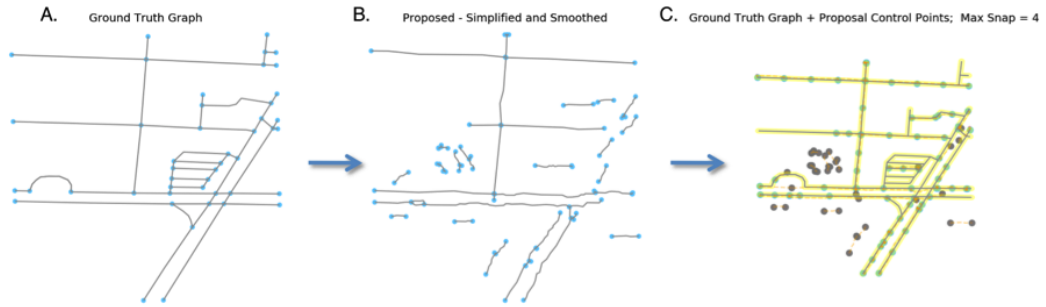 A.
Ground Truth Graph
B.
Proposed - Simplified and Smoothed
C.
Ground Truth Graph + Proposal Control Points; Max Snap = 4